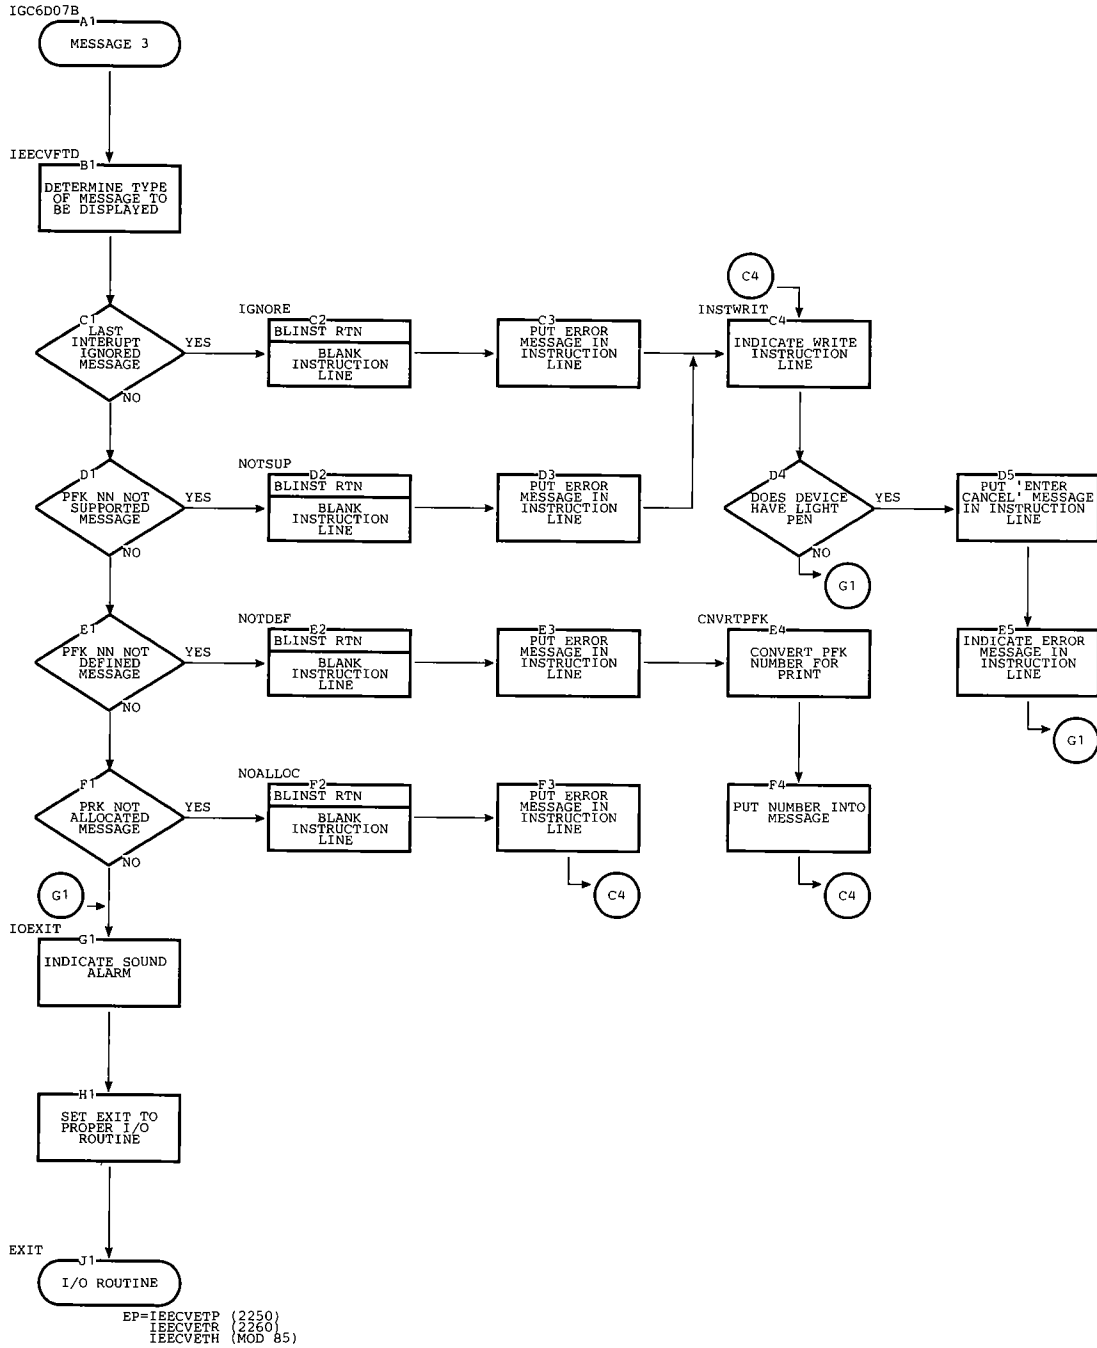 IGC6D07B
A1
MESSAGE 3
IEECVFTD
B1
DETERMINE TYPE
OF MESSAGE TO
BE DISPLAYED
C4
C1
LAST
INTERUPT
IGNORED
MESSAGE
YES
NO
IGNORE
C2
BLINST RTN
BLANK
INSTRUCTION
LINE
C3
PUT ERROR
MESSAGE IN
INSTRUCTION
LINE
INSTWRIT
C4
INDICATE WRITE
INSTRUCTION
LINE
D1
PFK NN NOT
SUPPORTED
MESSAGE
YES
NO
NOTSUP
D2
BLINST RTN
BLANK
INSTRUCTION
LINE
D3
PUT ERROR
MESSAGE IN
INSTRUCTION
LINE
D4
DOES DEVICE
HAVE LIGHT
PEN
YES
NO
G1
D5
PUT 'ENTER
CANCEL' MESSAGE
IN INSTRUCTION
LINE
E1
PFK NN NOT
DEFINED
MESSAGE
YES
NO
NOTDEF
E2
BLINST RTN
BLANK
INSTRUCTION
LINE
E3
PUT ERROR
MESSAGE IN
INSTRUCTION
LINE
CNVRTPFK
E4
CONVERT PFK
NUMBER FOR
PRINT
E5
INDICATE ERROR
MESSAGE IN
INSTRUCTION
LINE
G1
F1
PRK NOT
ALLOCATED
MESSAGE
YES
NO
NOALLOC
F2
BLINST RTN
BLANK
INSTRUCTION
LINE
F3
PUT ERROR
MESSAGE IN
INSTRUCTION
LINE
C4
F4
PUT NUMBER INTO
MESSAGE
C4
G1
IOEXIT
G1
INDICATE SOUND
ALARM
H1
SET EXIT TO
PROPER I/O
ROUTINE
EXIT
J1
I/O ROUTINE
EP=IEECVETP (2250)
IEECVETR (2260)
IEECVETH (MOD 85)